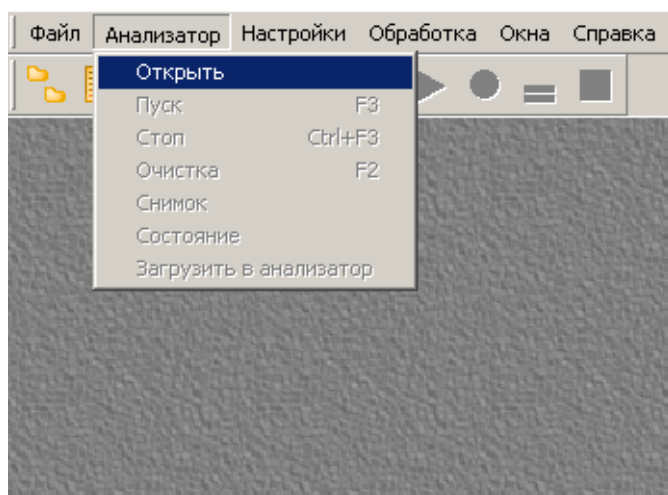 Файл Анализатор Настройки Обработка Окна Справка
Открыть
Пуск F3
Стоп Ctrl+F3
Очистка F2
Снимок
Состояние
Загрузить в анализатор